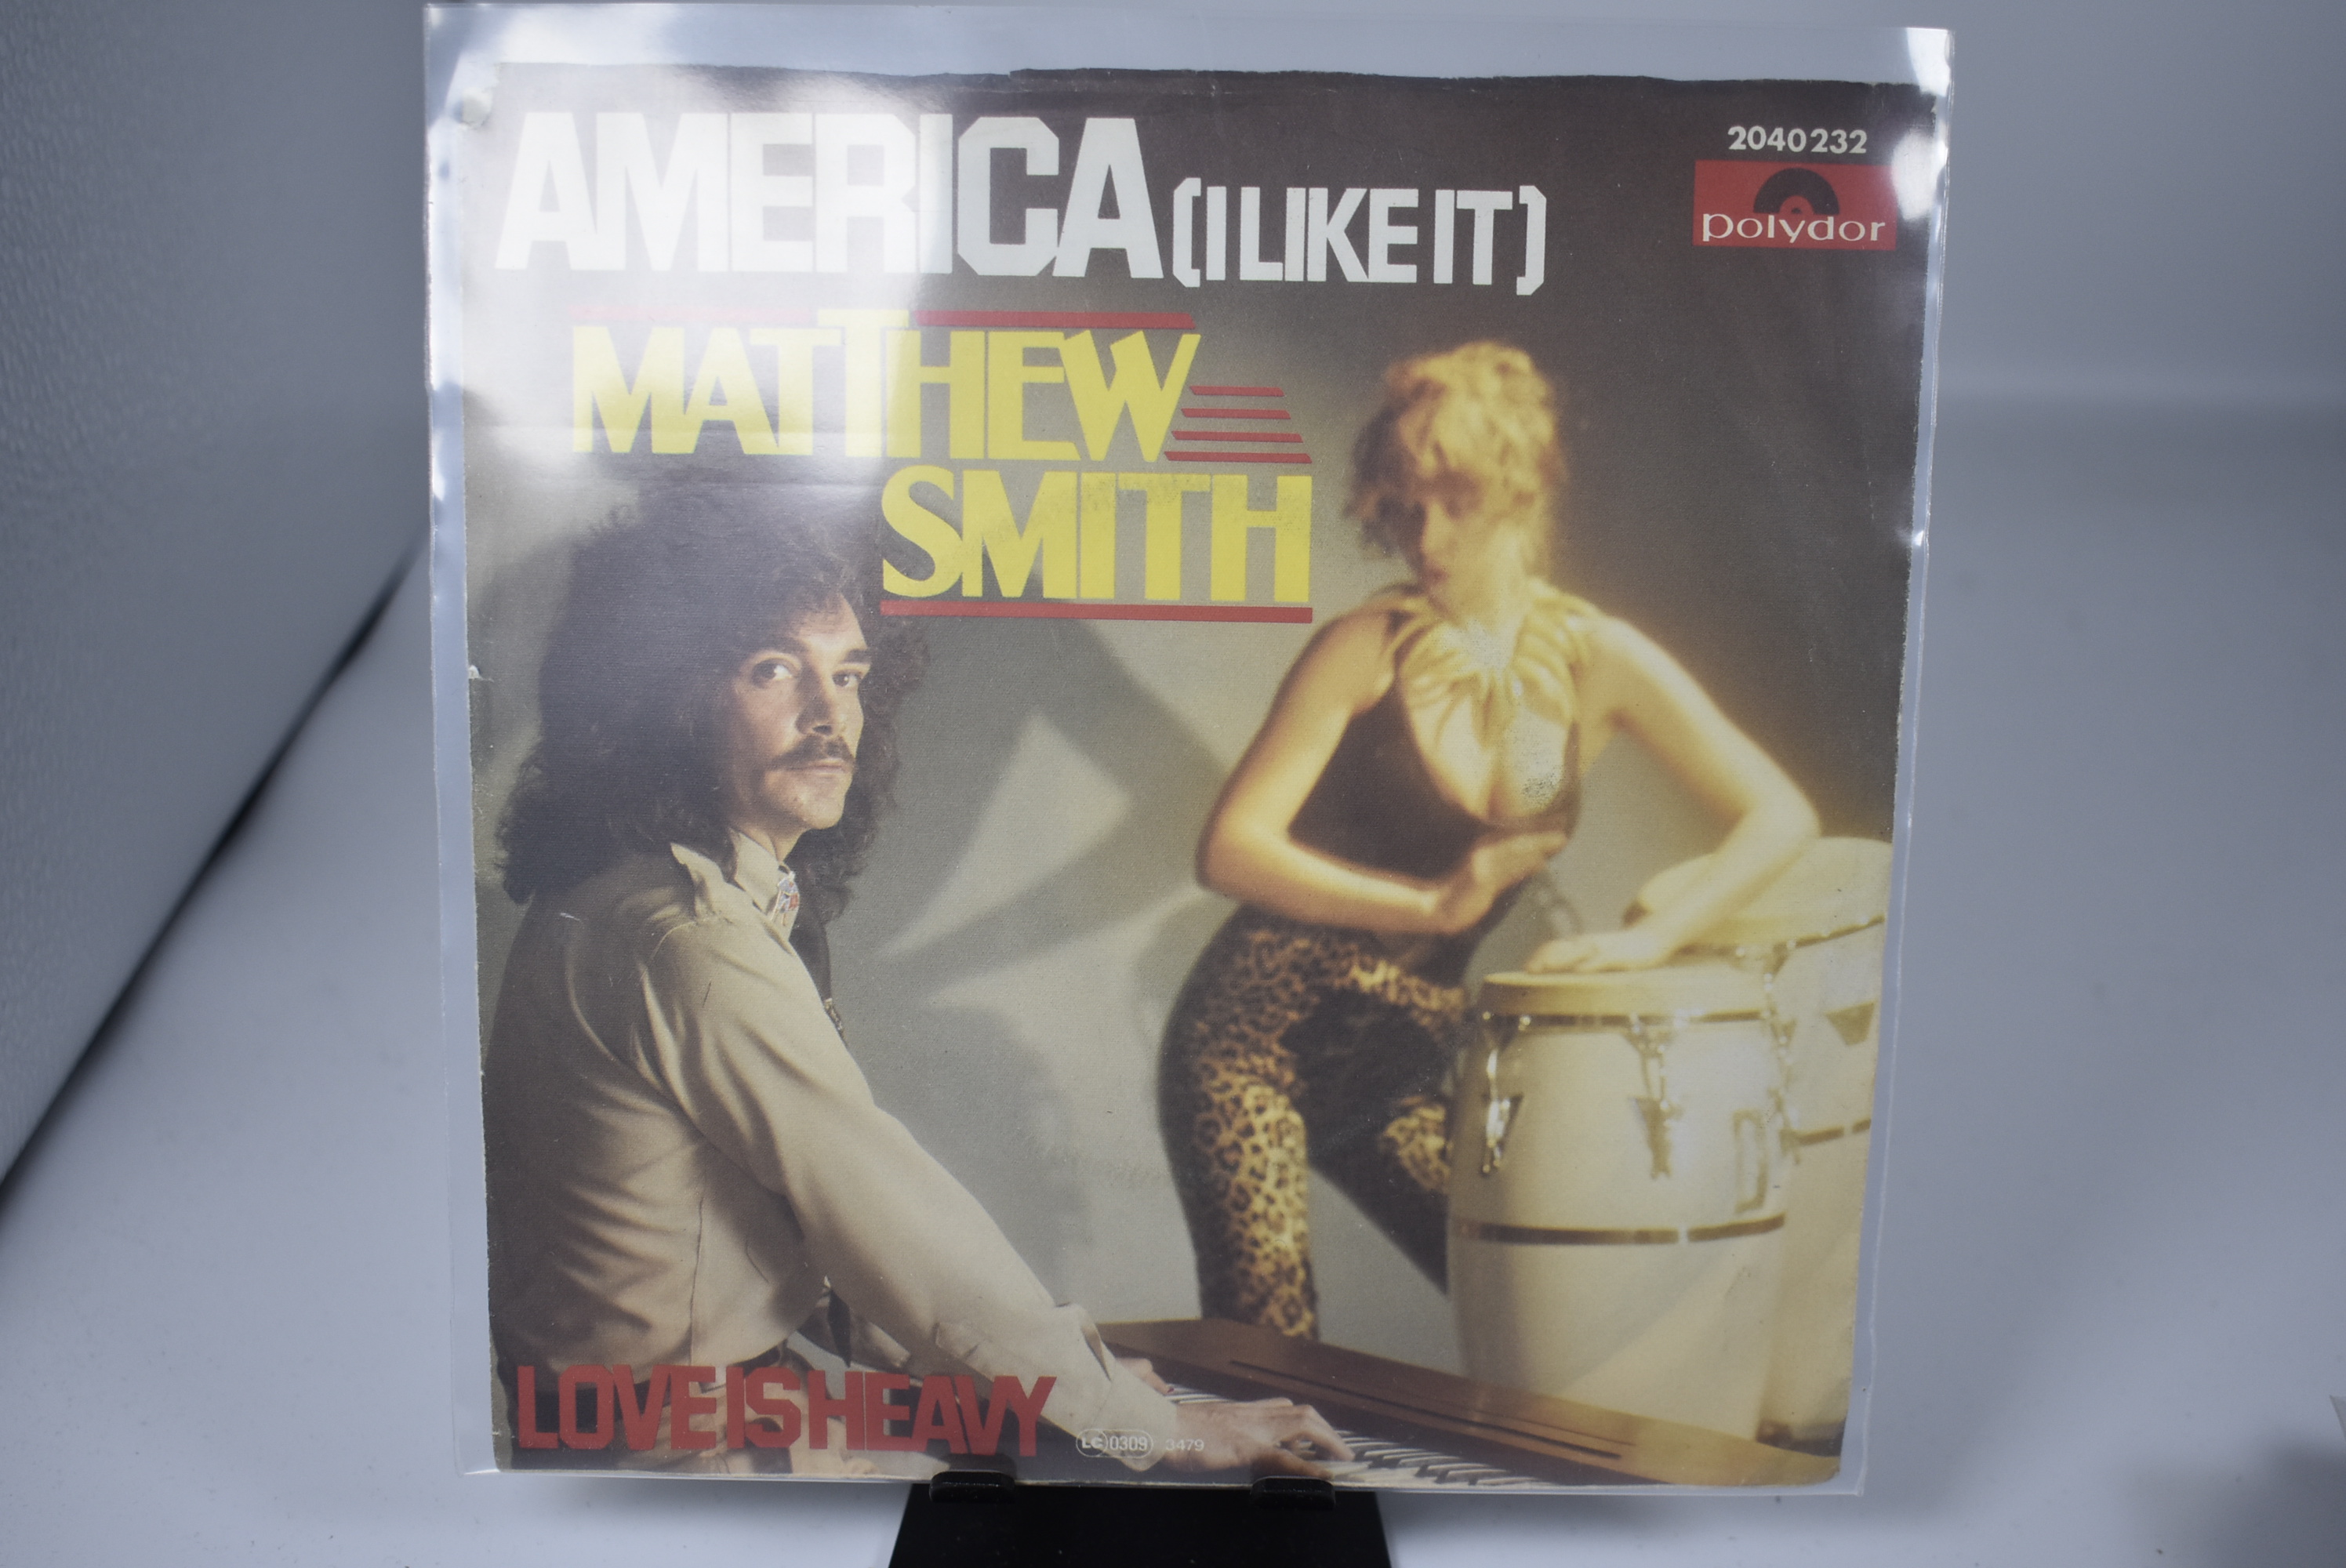 AMERICA (I LIKE IT)
2040 232
polydor
MATTHEW
SMITH
LOVE IS HEAVY
LC 0309 3479